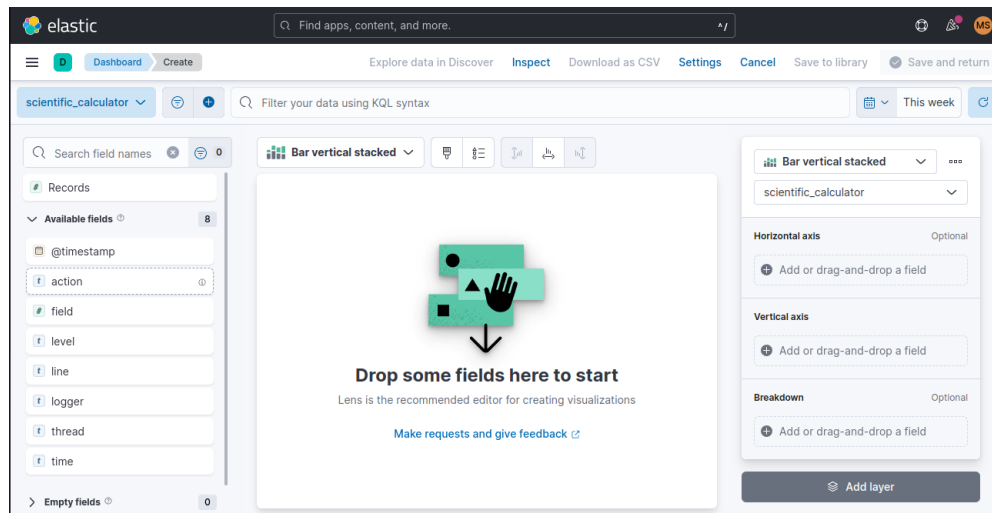 elastic
Find apps, content, and more.
^/
MS
D
Dashboard
Create
Explore data in Discover
Inspect
Download as CSV
Settings
Cancel
Save to library
Save and return
scientific_calculator
Filter your data using KQL syntax
This week
Search field names
0
Bar vertical stacked
Bar vertical stacked
# Records
scientific_calculator
Available fields
8
@timestamp
Horizontal axis
Optional
t action
Add or drag-and-drop a field
# field
t level
Vertical axis
t line
Add or drag-and-drop a field
Drop some fields here to start
t logger
Lens is the recommended editor for creating visualizations
Breakdown
Optional
t thread
Make requests and give feedback
Add or drag-and-drop a field
t time
Add layer
Empty fields
0